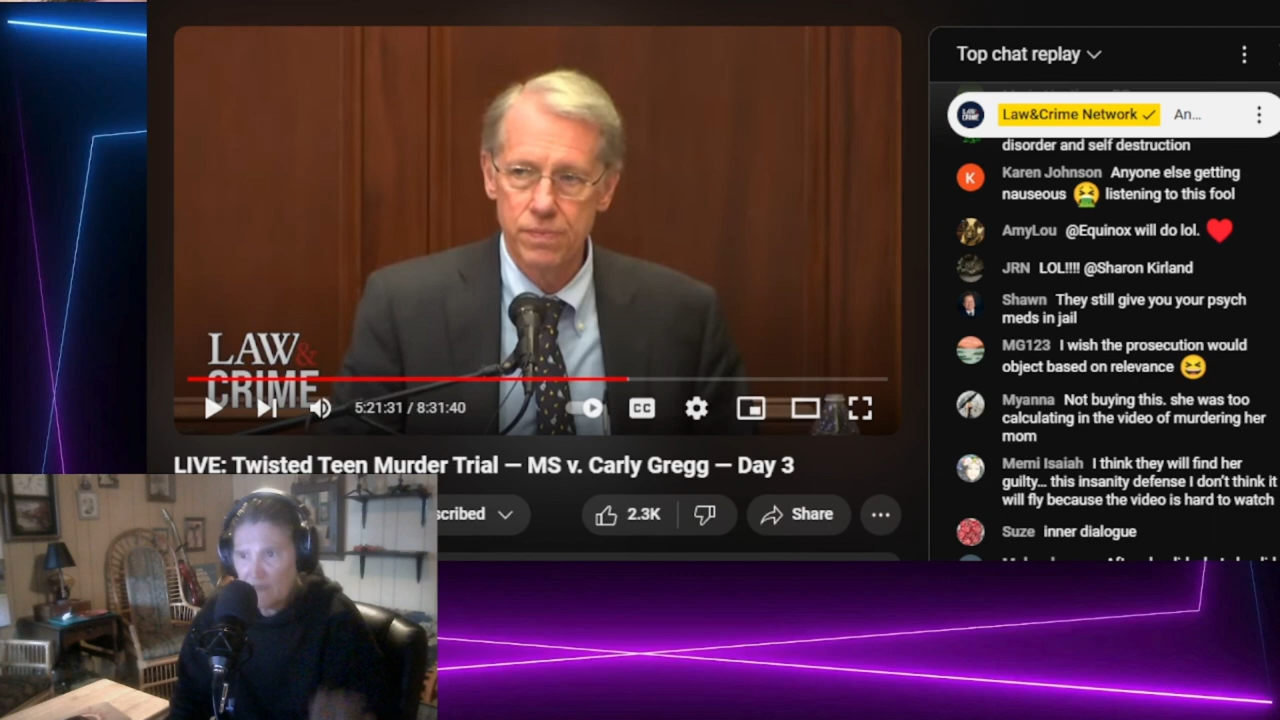 LAW&
CRIME
CC
5:21:31 / 8:31:40
LIVE: Twisted Teen Murder Trial — MS v. Carly Gregg — Day 3
scribed
2.3K
Share
Top chat replay
LAW&
CRIME
Law&Crime Network
An...
disorder and self destruction
K
Karen Johnson Anyone else getting
nauseous 🤮 listening to this fool
AmyLou @Equinox will do lol. ♥
JRN LOL!!!! @Sharon Kirland
Shawn They still give you your psych
meds in jail
MG123 I wish the prosecution would
object based on relevance 😆
Myanna Not buying this. she was too
calculating in the video of murdering her
mom
Memi Isaiah I think they will find her
guilty... this insanity defense I don't think it
will fly because the video is hard to watch
Suze inner dialogue